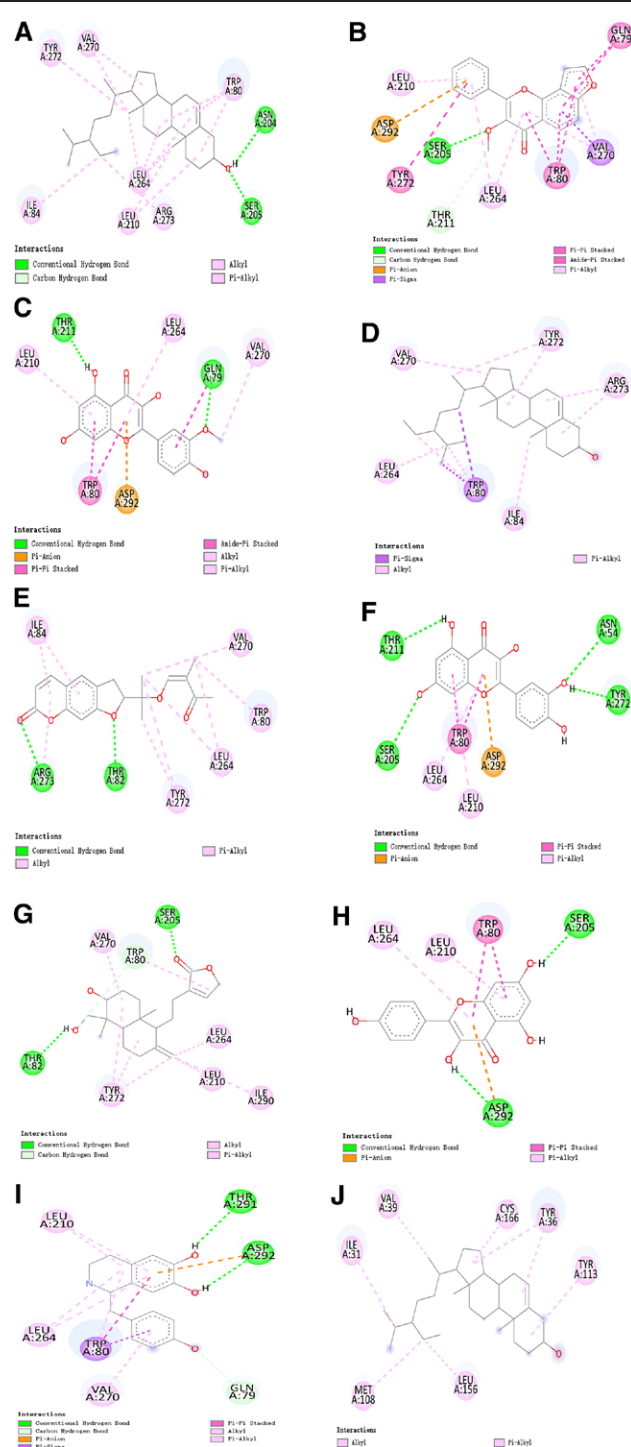 A
TYR
A:272
VAL
A:270
TRP
A:80
ASN
A:204
H
O
LEU
A:264
SER
A:205
ILE
A:84
LEU
A:210
ARG
A:273
Interactions
Conventional Hydrogen Bond
Carbon Hydrogen Bond
Alkyl
Pi-Alkyl
B
GLN
A:79
LEU
A:210
O
O
ASP
A:292
SER
A:205
O
O
VAL
A:270
TYR
A:272
TRP
A:80
LEU
A:264
THR
A:211
Interactions
Conventional Hydrogen Bond
Carbon Hydrogen Bond
Pi-Anion
Pi-Sigma
Pi-Pi Stacked
Amide-Pi Stacked
Pi-Alkyl
C
THR
A:211
LEU
A:264
LEU
A:210
VAL
A:270
GLN
A:79
H
O
O
O
O
O
O
O
TRP
A:80
ASP
A:292
Interactions
Conventional Hydrogen Bond
Pi-Anion
Pi-Pi Stacked
Amide-Pi Stacked
Alkyl
Pi-Alkyl
D
TYR
A:272
VAL
A:270
ARG
A:273
O
LEU
A:264
TRP
A:80
ILE
A:84
Interactions
Pi-Sigma
Alkyl
Pi-Alkyl
E
ILE
A:84
VAL
A:270
O
O
O
O
O
TRP
A:80
ARG
A:273
THR
A:82
LEU
A:264
TYR
A:272
Interactions
Conventional Hydrogen Bond
Alkyl
Pi-Alkyl
F
THR
A:211
ASN
A:54
H
O
O
O
O
H
TYR
A:272
O
O
O
H
SER
A:205
TRP
A:80
ASP
A:292
LEU
A:264
LEU
A:210
Interactions
Conventional Hydrogen Bond
Pi-Anion
Pi-Pi Stacked
Pi-Alkyl
G
SER
A:205
VAL
A:270
TRP
A:80
O
O
O
H
O
THR
A:82
LEU
A:264
TYR
A:272
LEU
A:210
ILE
A:290
Interactions
Conventional Hydrogen Bond
Carbon Hydrogen Bond
Alkyl
Pi-Alkyl
H
LEU
A:264
LEU
A:210
TRP
A:80
SER
A:205
O
H
O
H
O
O
H
O
O
H
ASP
A:292
Interactions
Conventional Hydrogen Bond
Pi-Anion
Pi-Pi Stacked
Pi-Alkyl
I
LEU
A:210
THR
A:291
ASP
A:292
H
O
O
H
N
LEU
A:264
TRP
A:80
O
VAL
A:270
GLN
A:79
Interactions
Conventional Hydrogen Bond
Carbon Hydrogen Bond
Pi-Anion
Pi-Pi Stacked
Alkyl
Pi-Alkyl
J
VAL
A:39
CYS
A:166
TYR
A:36
ILE
A:31
TYR
A:113
O
MET
A:108
LEU
A:156
Interactions
Alkyl
Pi-Alkyl